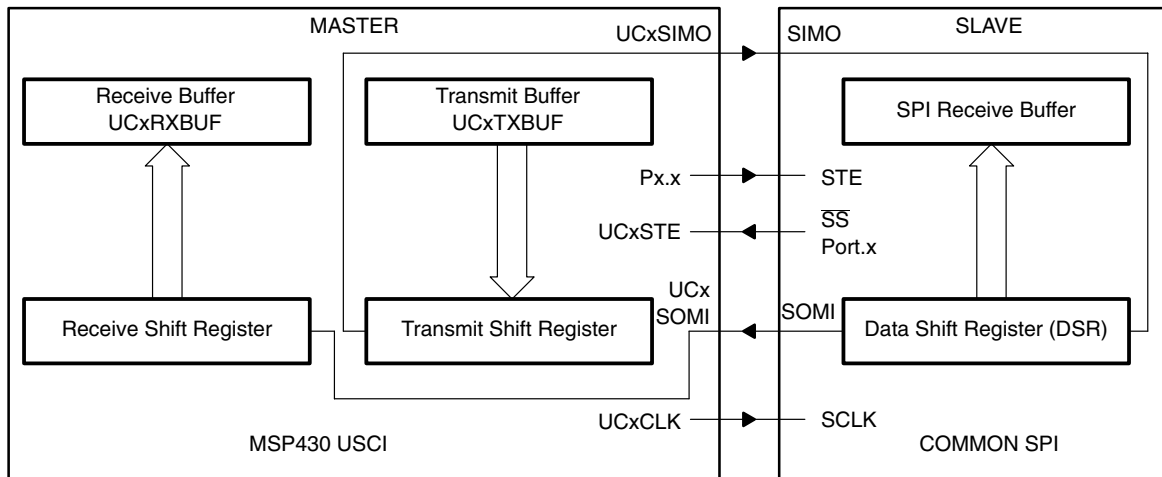 MASTER
UCxSIMO
SIMO
SLAVE
Receive Buffer
UCxRXBUF
Transmit Buffer
UCxTXBUF
SPI Receive Buffer
Px.x
STE
UCxSTE
SS
Port.x
UCx
SOMI
SOMI
Receive Shift Register
Transmit Shift Register
Data Shift Register (DSR)
UCxCLK
SCLK
MSP430 USCI
COMMON SPI